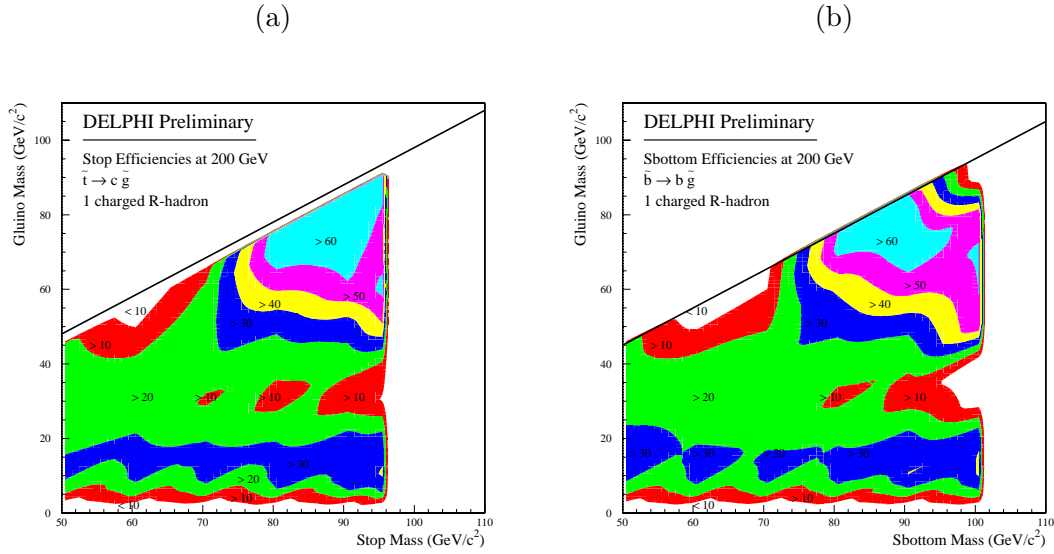 (a)
Gluino Mass (GeV/c²)
100
80
60
40
20
0
DELPHI Preliminary
Stop Efficiencies at 200 GeV
t̃ → c g̃
1 charged R-hadron
> 60
> 50
> 40
> 30
< 10
> 10
> 20
> 10
> 10
> 10
> 30
> 20
> 10
< 10
50 60 70 80 90 100 110
Stop Mass (GeV/c²)
(b)
Gluino Mass (GeV/c²)
100
80
60
40
20
0
DELPHI Preliminary
Sbottom Efficiencies at 200 GeV
b̃ → b g̃
1 charged R-hadron
> 60
> 50
> 40
> 30
< 10
> 10
> 20
> 10
> 10
> 30
> 30
> 30
> 30
> 10
< 10
50 60 70 80 90 100 110
Sbottom Mass (GeV/c²)